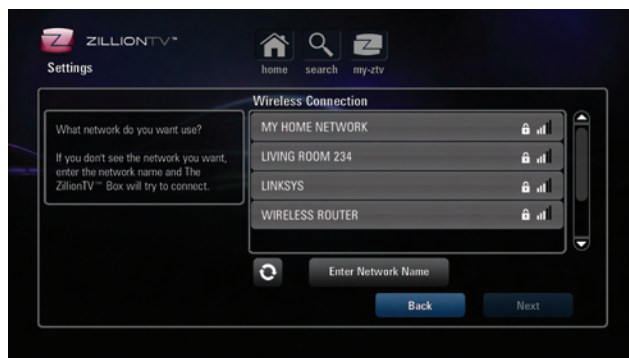 Z ZILLIONTV™
Settings
home search my-ztv
Wireless Connection
What network do you want use?
If you don't see the network you want,
enter the network name and The
ZillionTV™ Box will try to connect.
MY HOME NETWORK
LIVING ROOM 234
LINKSYS
WIRELESS ROUTER
Enter Network Name
Back Next